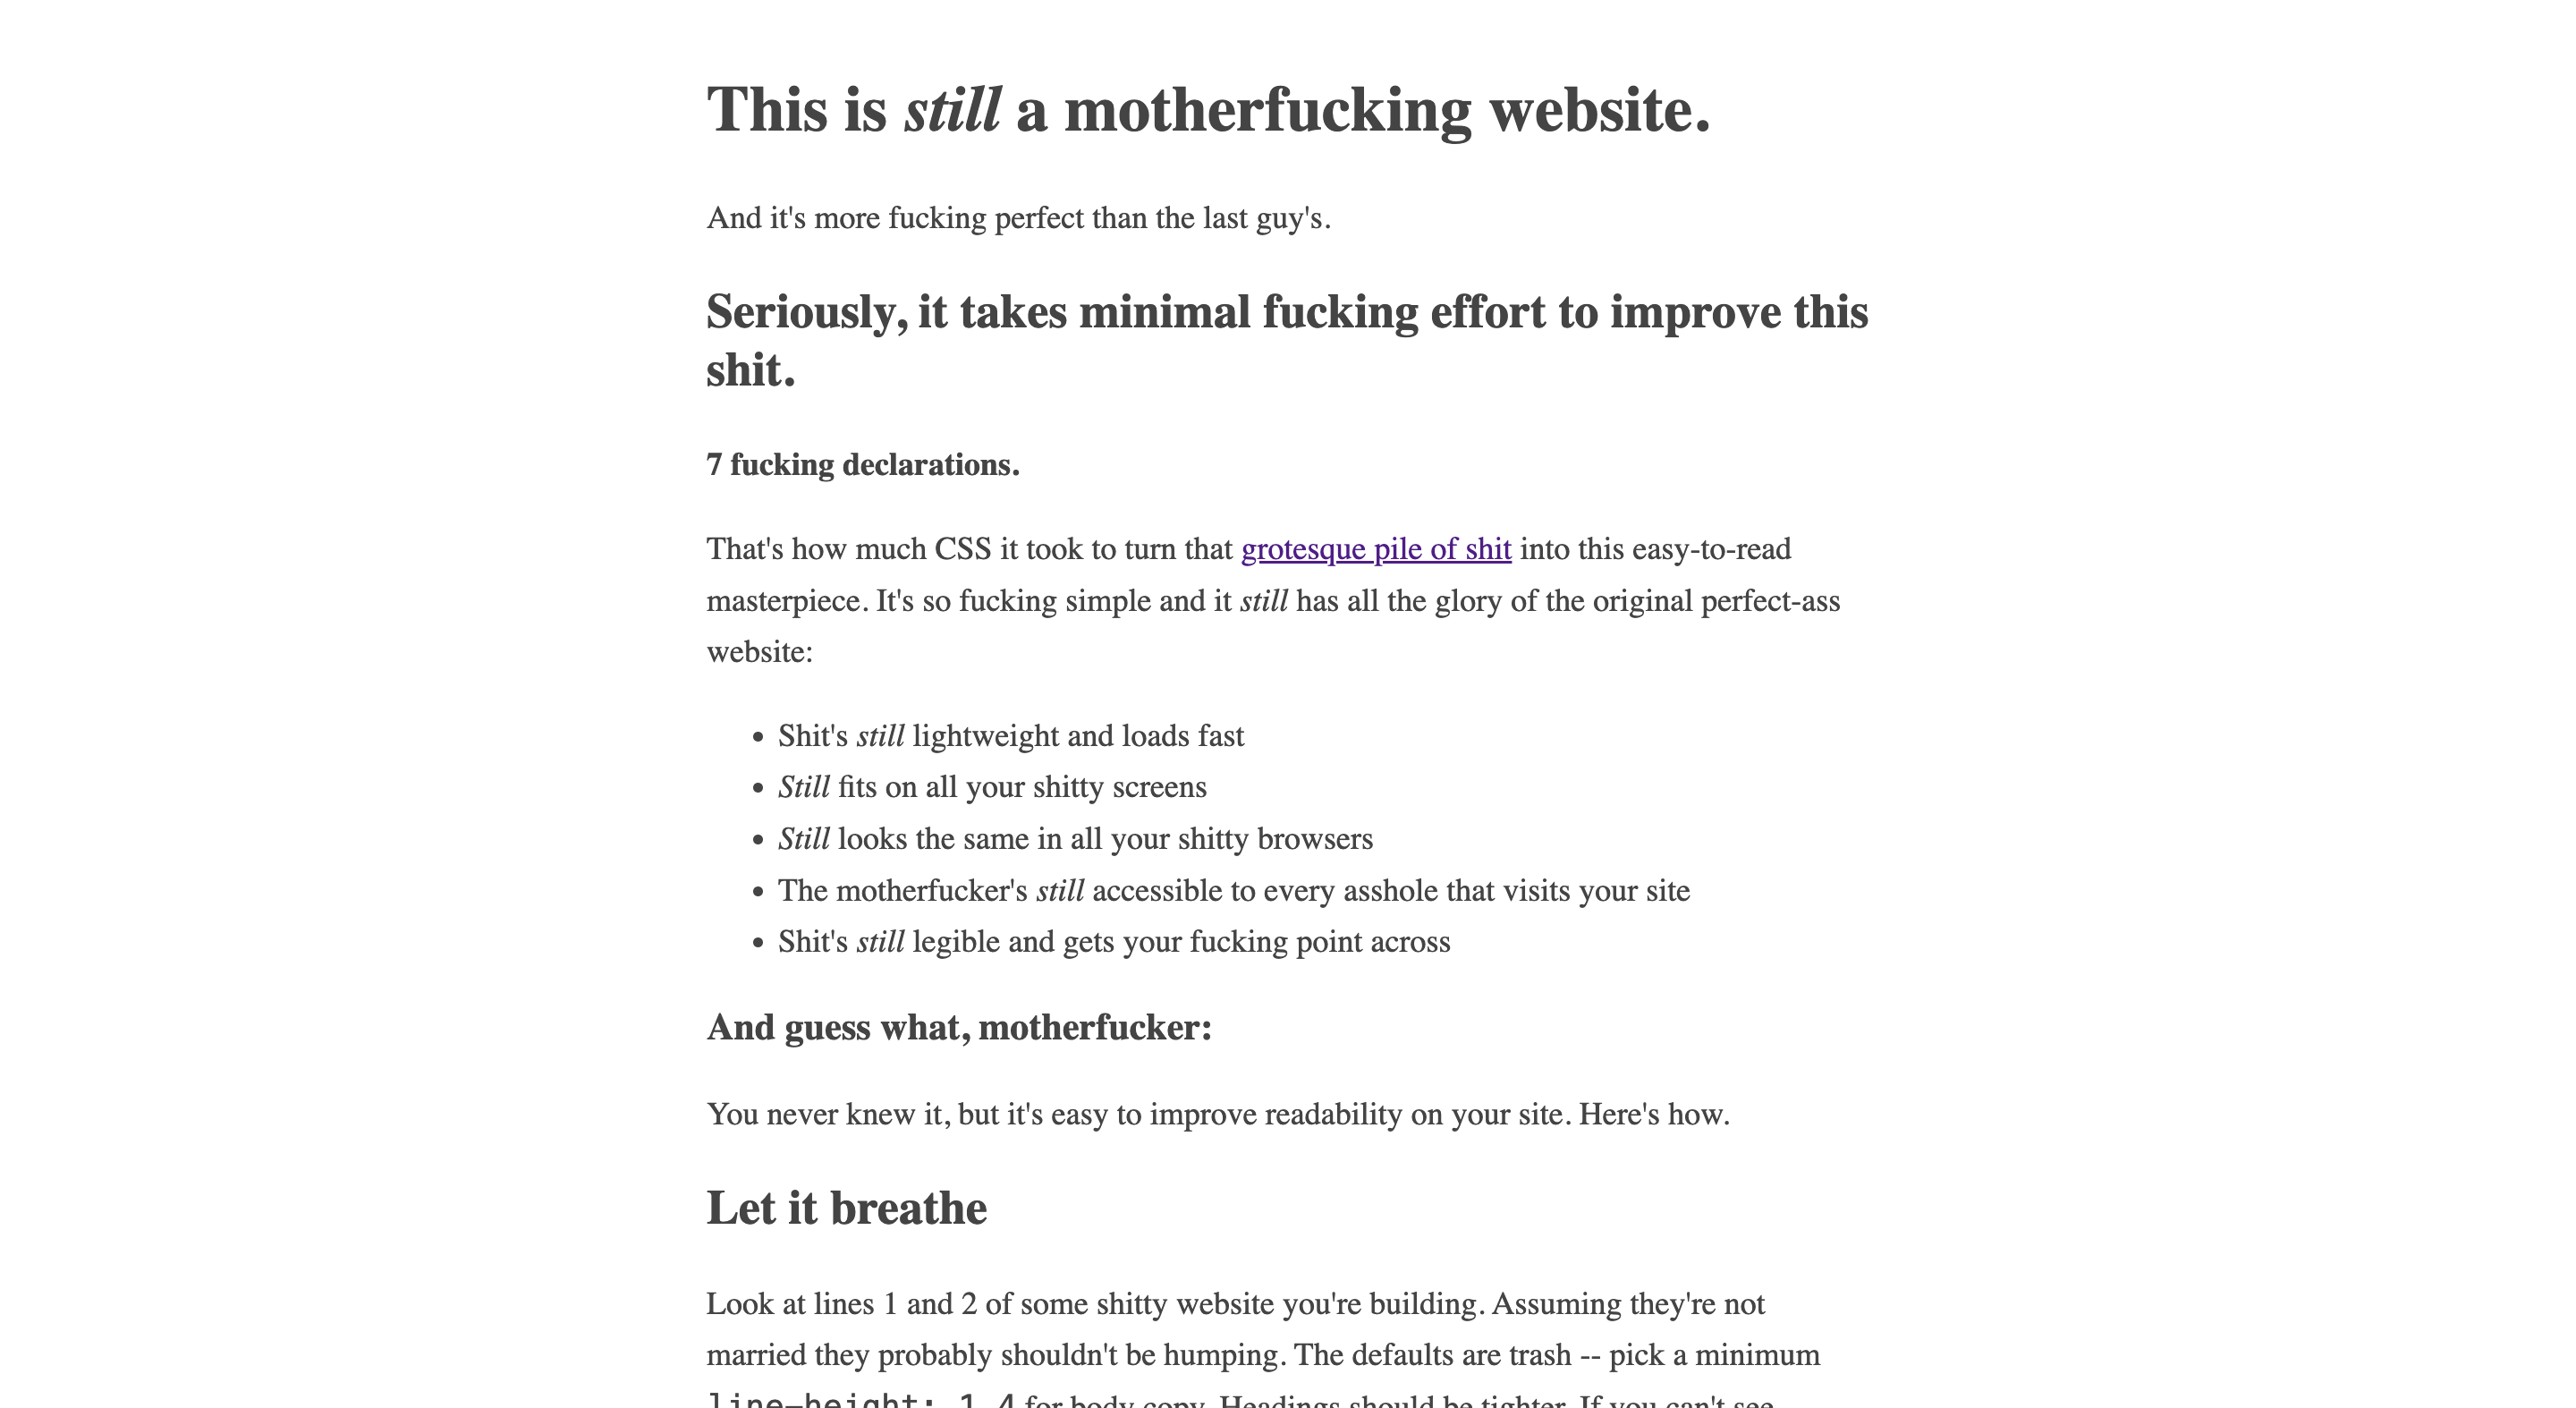 This is still a motherfucking website.
And it's more fucking perfect than the last guy's.
Seriously, it takes minimal fucking effort to improve this
shit.
7 fucking declarations.
That's how much CSS it took to turn that grotesque pile of shit into this easy-to-read
masterpiece. It's so fucking simple and it still has all the glory of the original perfect-ass
website:
• Shit's still lightweight and loads fast
• Still fits on all your shitty screens
• Still looks the same in all your shitty browsers
• The motherfucker's still accessible to every asshole that visits your site
• Shit's still legible and gets your fucking point across
And guess what, motherfucker:
You never knew it, but it's easy to improve readability on your site. Here's how.
Let it breathe
Look at lines 1 and 2 of some shitty website you're building. Assuming they're not
married they probably shouldn't be humping. The defaults are trash -- pick a minimum
line-height: 1.4 for body copy. Headings should be tighter. If you can't see